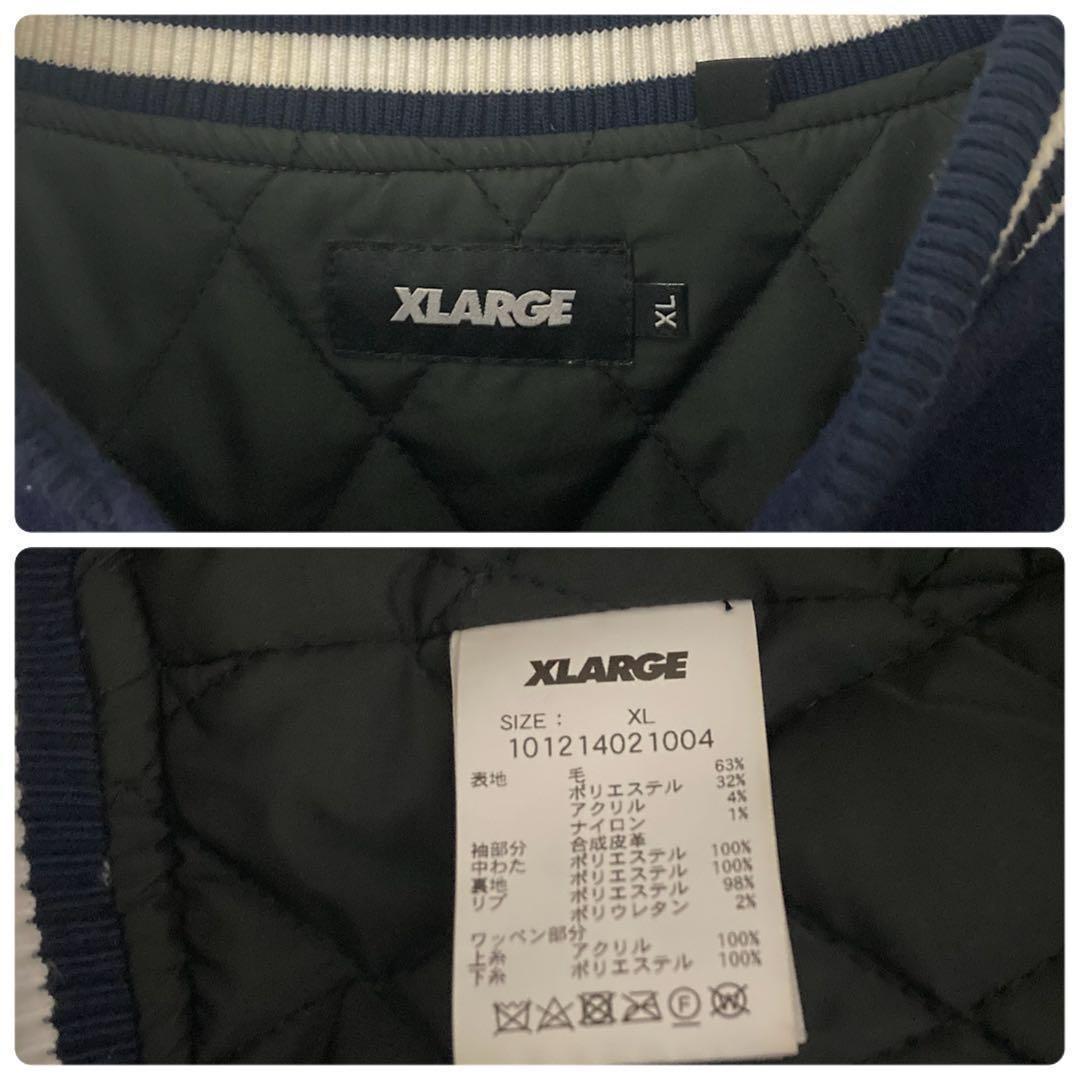 XLARGE
XL
XLARGE
SIZE : XL
101214021004
表地 毛 63%
ポリエステル 32%
アクリル 4%
ナイロン 1%
袖部分 合成皮革
中わた ポリエステル 100%
裏地 ポリエステル 100%
リブ ポリエステル 98%
ポリウレタン 2%
ワッペン部分
上糸 アクリル 100%
下糸 ポリエステル 100%
F W